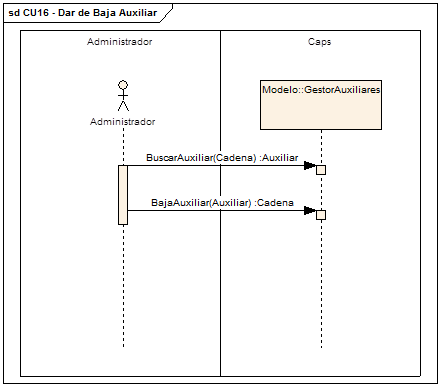 sd CU16 - Dar de Baja Auxiliar
Administrador
Caps
Modelo::GestorAuxiliares
Administrador
BuscarAuxiliar(Cadena) :Auxiliar
BajaAuxiliar(Auxiliar) :Cadena